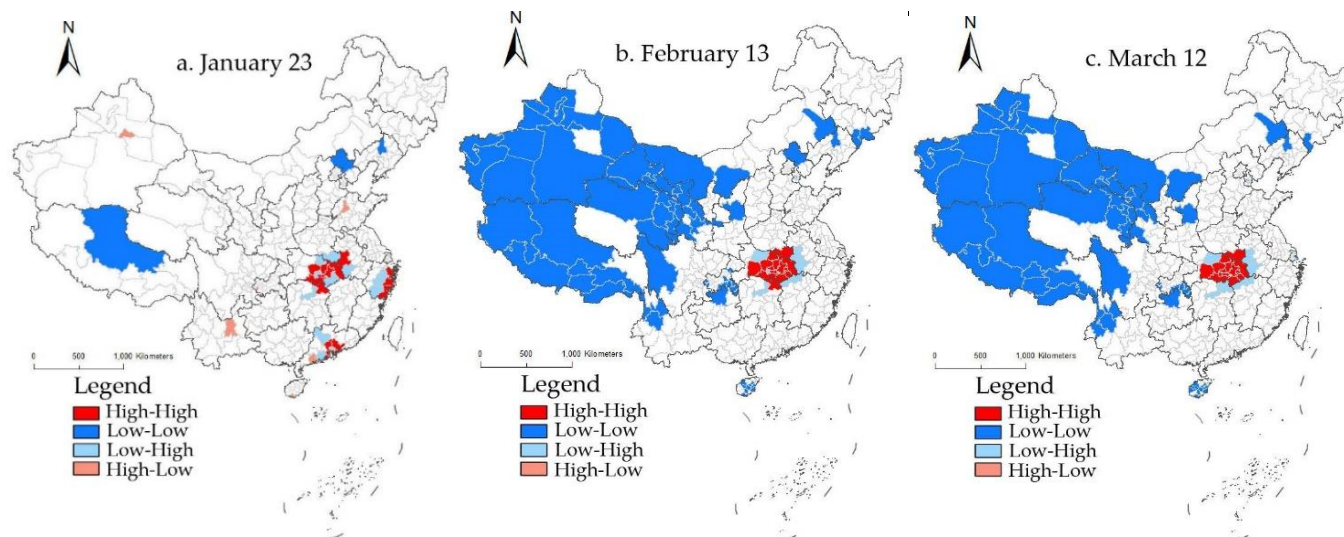 N
a. January 23
0 500 1,000 Kilometers
Legend
High-High
Low-Low
Low-High
High-Low
N
b. February 13
0 500 1,000 Kilometers
Legend
High-High
Low-Low
Low-High
High-Low
N
c. March 12
0 500 1,000 Kilometers
Legend
High-High
Low-Low
Low-High
High-Low